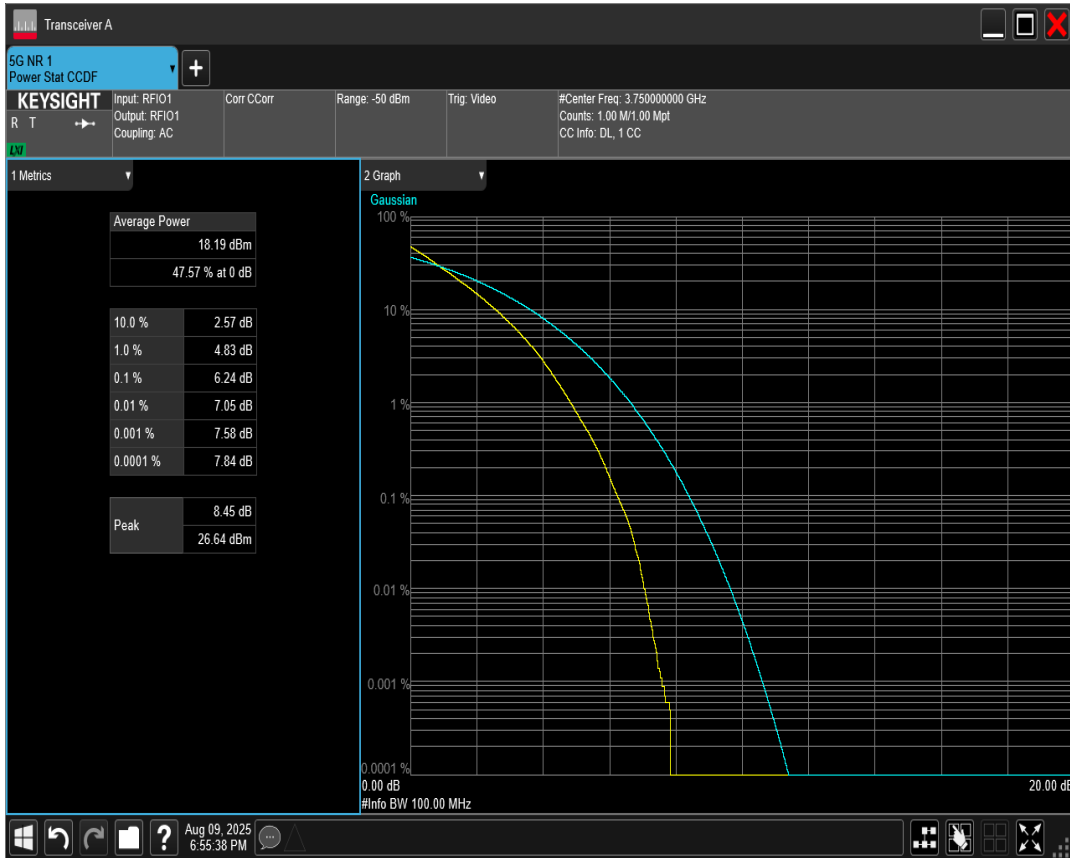 Transceiver A
5G NR 1
Power Stat CCDF
KEYSIGHT
R T
LXI
Input: RFIO1
Output: RFIO1
Coupling: AC
Corr CCorr
Range: -50 dBm
Trig: Video
#Center Freq: 3.750000000 GHz
Counts: 1.00 M/1.00 Mpt
CC Info: DL, 1 CC
1 Metrics
Average Power
18.19 dBm
47.57 % at 0 dB
10.0 % 2.57 dB
1.0 % 4.83 dB
0.1 % 6.24 dB
0.01 % 7.05 dB
0.001 % 7.58 dB
0.0001 % 7.84 dB
Peak
8.45 dB
26.64 dBm
2 Graph
Gaussian
100 %
10 %
1 %
0.1 %
0.01 %
0.001 %
0.0001 %
0.00 dB
20.00 dB
#Info BW 100.00 MHz
?
Aug 09, 2025
6:55:38 PM